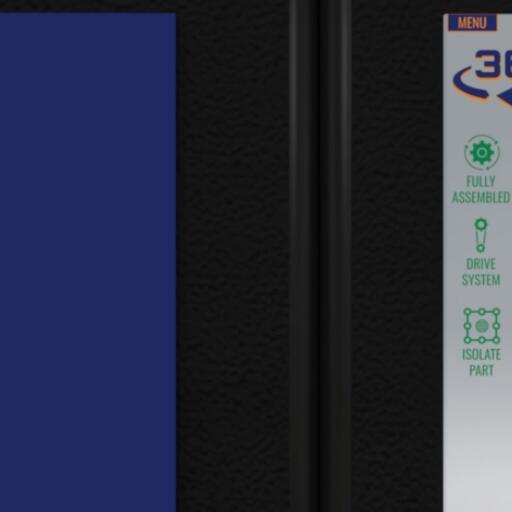 MENU
FULLY
ASSEMBLED
DRIVE
SYSTEM
ISOLATE
PART